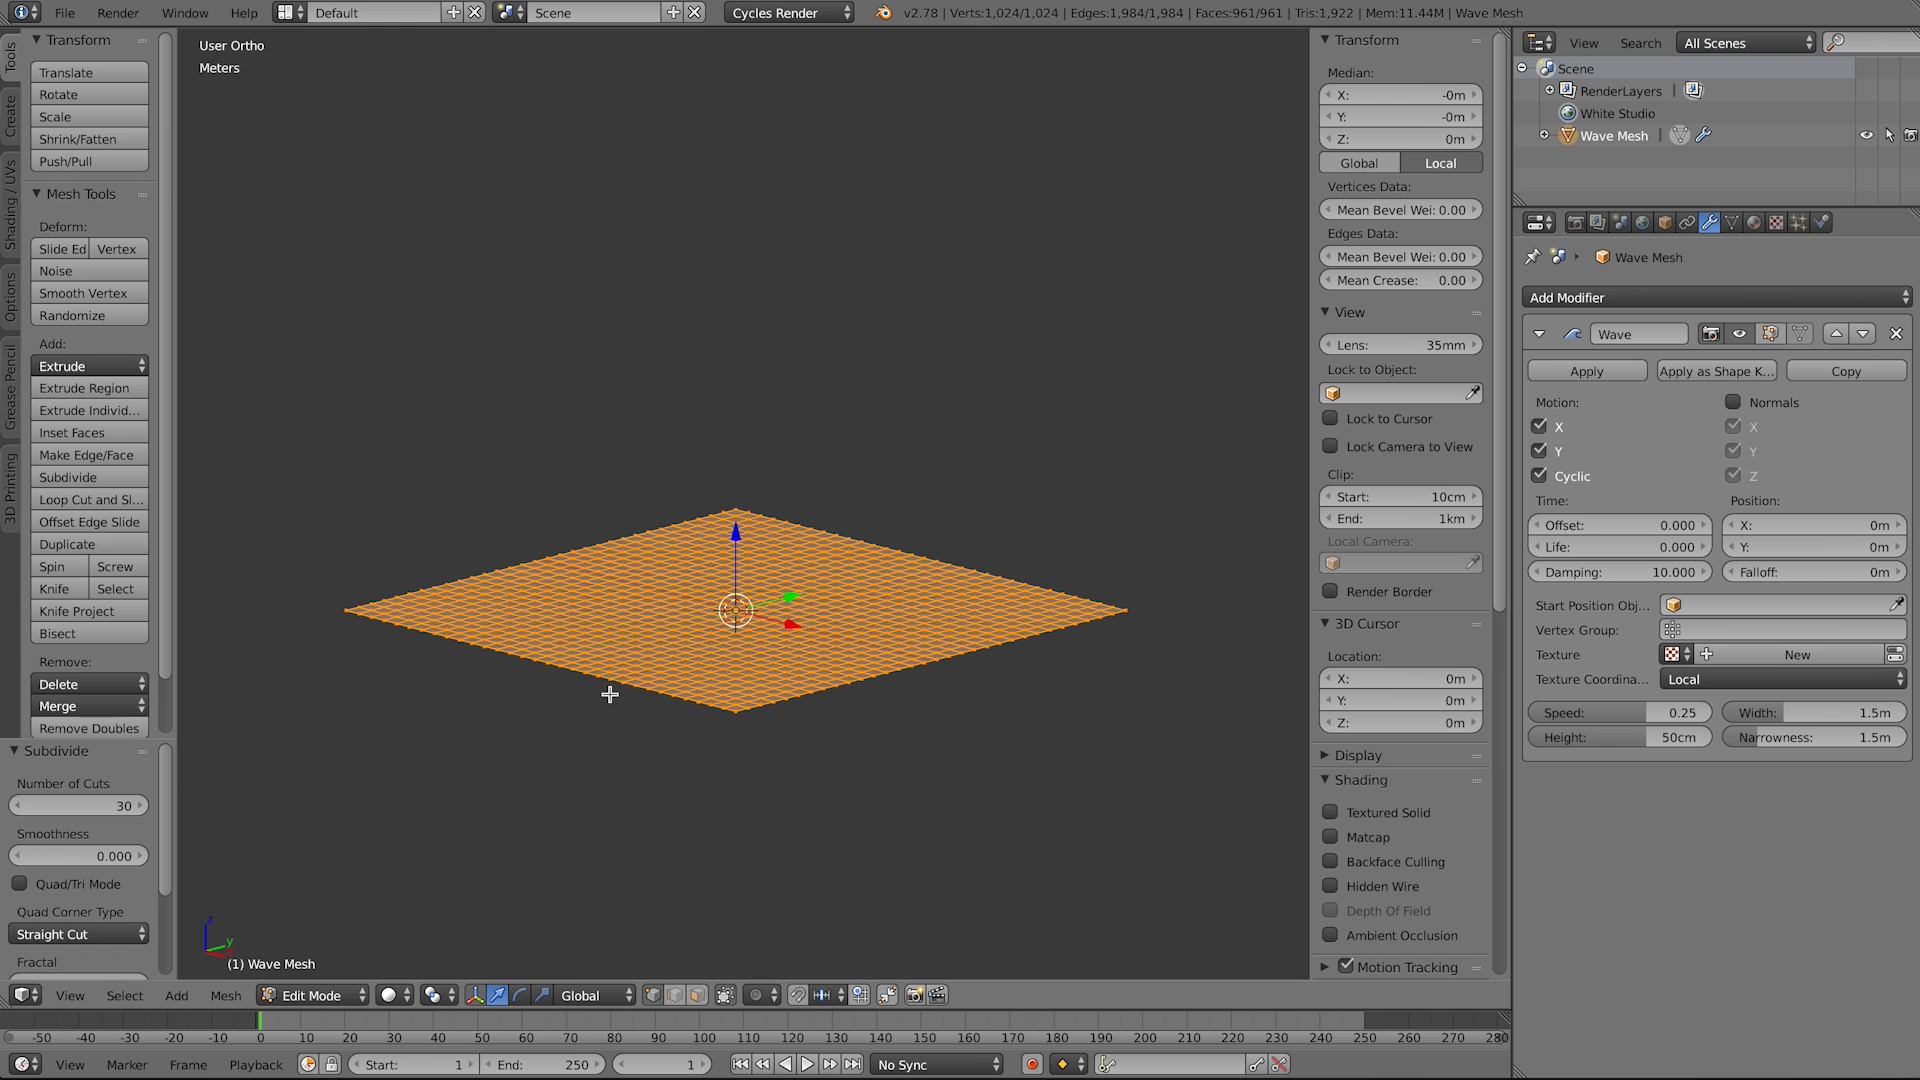 File Render Window Help Default Scene Cycles Render v2.78 | Verts:1,024/1,024 | Edges:1,984/1,984 | Faces:961/961 | Tris:1,922 | Mem:11.44M | Wave Mesh
Tools
Create
Shading / UVs
Options
Grease Pencil
3D Printing
Transform
Translate
Rotate
Scale
Shrink/Fatten
Push/Pull
Mesh Tools
Deform:
Slide Ed Vertex
Noise
Smooth Vertex
Randomize
Add:
Extrude
Extrude Region
Extrude Individ...
Inset Faces
Make Edge/Face
Subdivide
Loop Cut and Sl...
Offset Edge Slide
Duplicate
Spin Screw
Knife Select
Knife Project
Bisect
Remove:
Delete
Merge
Remove Doubles
Subdivide
Number of Cuts
30
Smoothness
0.000
Quad/Tri Mode
Quad Corner Type
Straight Cut
Fractal
User Ortho
Meters
z
y
(1) Wave Mesh
Transform
Median:
X: -0m
Y: -0m
Z: 0m
Global Local
Vertices Data:
Mean Bevel Wei: 0.00
Edges Data:
Mean Bevel Wei: 0.00
Mean Crease: 0.00
View
Lens: 35mm
Lock to Object:
Lock to Cursor
Lock Camera to View
Clip:
Start: 10cm
End: 1km
Local Camera:
Render Border
3D Cursor
Location:
X: 0m
Y: 0m
Z: 0m
Display
Shading
Textured Solid
Matcap
Backface Culling
Hidden Wire
Depth Of Field
Ambient Occlusion
Motion Tracking
View Search All Scenes
Scene
RenderLayers |
White Studio
Wave Mesh |
Wave Mesh
Add Modifier
Wave
Apply Apply as Shape K... Copy
Motion: Normals
X X
Y Y
Cyclic Z
Time: Position:
Offset: 0.000 X: 0m
Life: 0.000 Y: 0m
Damping: 10.000 Falloff: 0m
Start Position Obj...
Vertex Group:
Texture New
Texture Coordina... Local
Speed: 0.25 Width: 1.5m
Height: 50cm Narrowness: 1.5m
View Select Add Mesh Edit Mode Global
-50 -40 -30 -20 -10 0 10 20 30 40 50 60 70 80 90 100 110 120 130 140 150 160 170 180 190 200 210 220 230 240 250 260 270 280
View Marker Frame Playback Start: 1 End: 250 1 No Sync